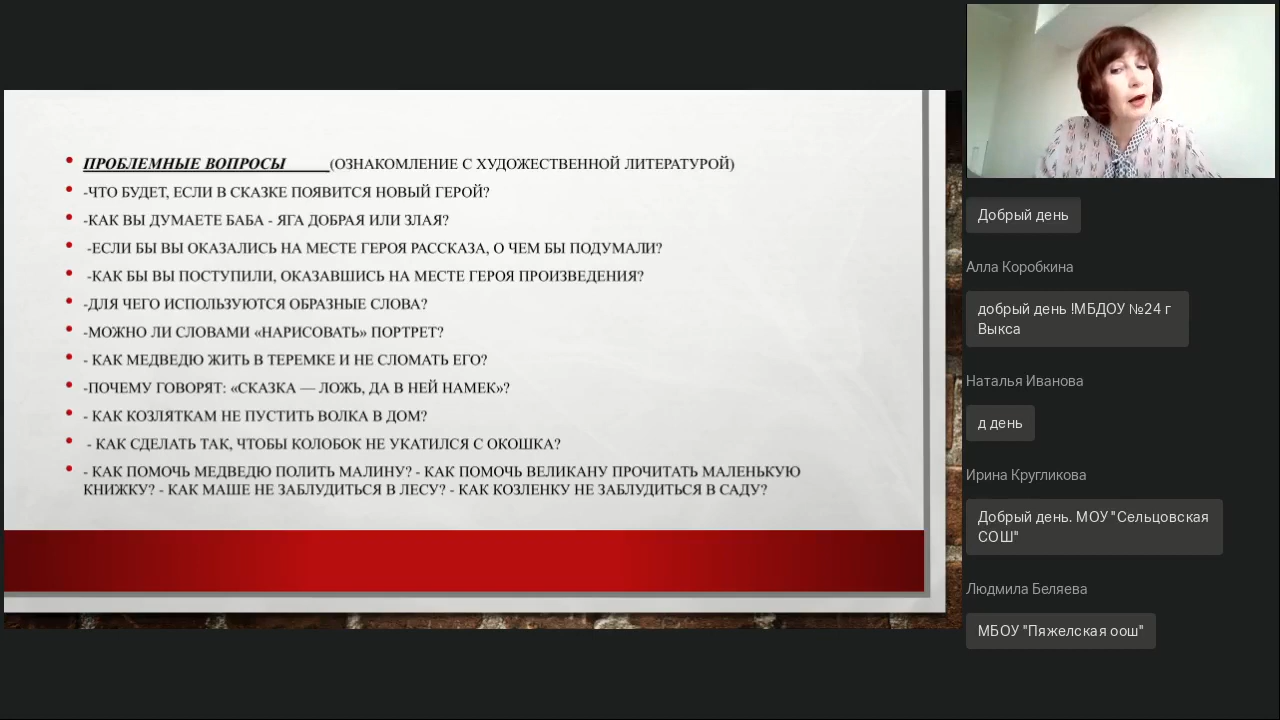 ПРОБЛЕМНЫЕ ВОПРОСЫ (ОЗНАКОМЛЕНИЕ С ХУДОЖЕСТВЕННОЙ ЛИТЕРАТУРОЙ)
-ЧТО БУДЕТ, ЕСЛИ В СКАЗКЕ ПОЯВИТСЯ НОВЫЙ ГЕРОЙ?
-КАК ВЫ ДУМАЕТЕ БАБА - ЯГА ДОБРАЯ ИЛИ ЗЛАЯ?
-ЕСЛИ БЫ ВЫ ОКАЗАЛИСЬ НА МЕСТЕ ГЕРОЯ РАССКАЗА, О ЧЕМ БЫ ПОДУМАЛИ?
-КАК БЫ ВЫ ПОСТУПИЛИ, ОКАЗАВШИСЬ НА МЕСТЕ ГЕРОЯ ПРОИЗВЕДЕНИЯ?
-ДЛЯ ЧЕГО ИСПОЛЬЗУЮТСЯ ОБРАЗНЫЕ СЛОВА?
-МОЖНО ЛИ СЛОВАМИ «НАРИСОВАТЬ» ПОРТРЕТ?
- КАК МЕДВЕДЮ ЖИТЬ В ТЕРЕМКЕ И НЕ СЛОМАТЬ ЕГО?
-ПОЧЕМУ ГОВОРЯТ: «СКАЗКА — ЛОЖЬ, ДА В НЕЙ НАМЕК»?
- КАК КОЗЛЯТКАМ НЕ ПУСТИТЬ ВОЛКА В ДОМ?
- КАК СДЕЛАТЬ ТАК, ЧТОБЫ КОЛОБОК НЕ УКАТИЛСЯ С ОКОШКА?
- КАК ПОМОЧЬ МЕДВЕДЮ ПОЛИТЬ МАЛИНУ? - КАК ПОМОЧЬ ВЕЛИКАНУ ПРОЧИТАТЬ МАЛЕНЬКУЮ
КНИЖКУ? - КАК МАШЕ НЕ ЗАБЛУДИТЬСЯ В ЛЕСУ? - КАК КОЗЛЕНКУ НЕ ЗАБЛУДИТЬСЯ В САДУ?
Добрый день
Алла Коробкина
добрый день !МБДОУ №24 г
Выкса
Наталья Иванова
д день
Ирина Кругликова
Добрый день. МОУ "Сельцовская
СОШ"
Людмила Беляева
МБОУ "Пяжелская оош"